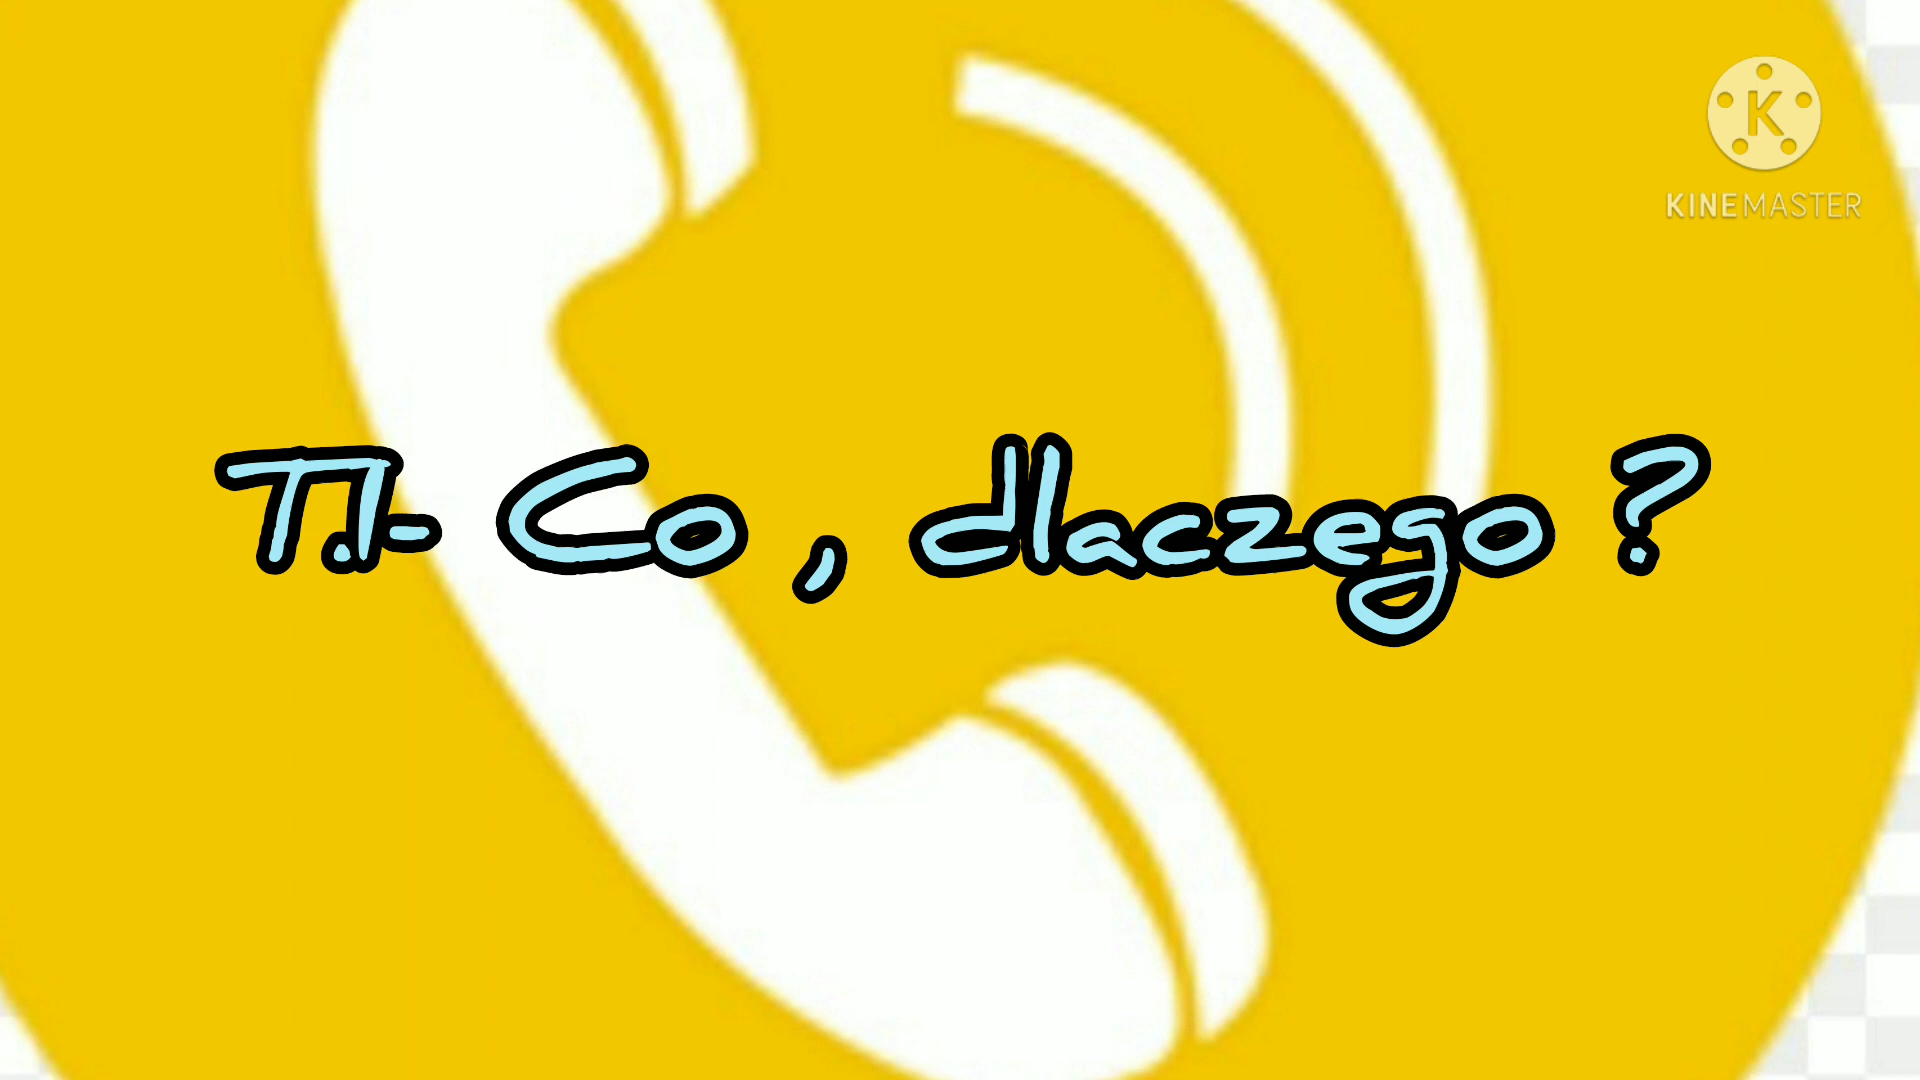 K
KINEMASTER
T.I- Co , dlaczego ?